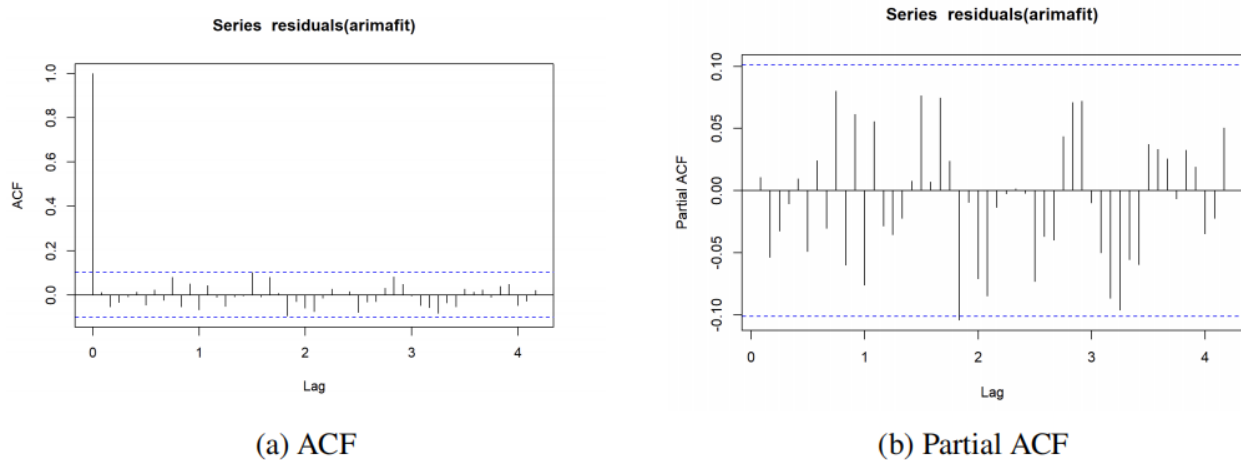 Series residuals(arimafit)
ACF
1.0
0.8
0.6
0.4
0.2
0.0
0 1 2 3 4
Lag
(a) ACF
Series residuals(arimafit)
Partial ACF
0.10
0.05
0.00
-0.05
-0.10
0 1 2 3 4
Lag
(b) Partial ACF